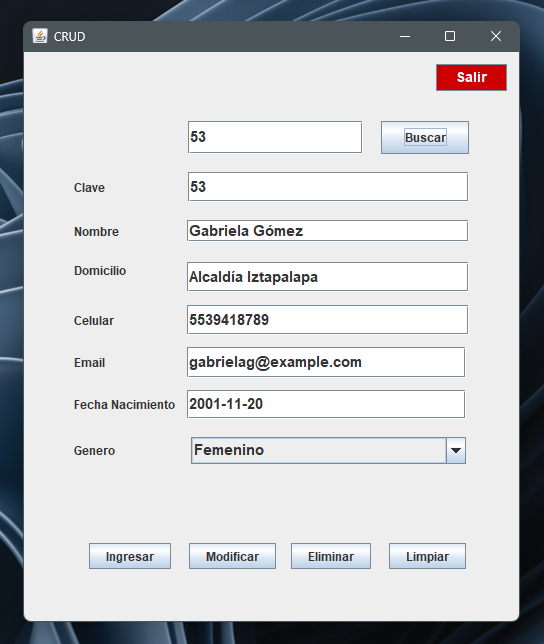 CRUD
Salir
53 Buscar
Clave 53
Nombre Gabriela Gómez
Domicilio Alcaldía Iztapalapa
Celular 5539418789
Email gabrielag@example.com
Fecha Nacimiento 2001-11-20
Genero Femenino
Ingresar Modificar Eliminar Limpiar